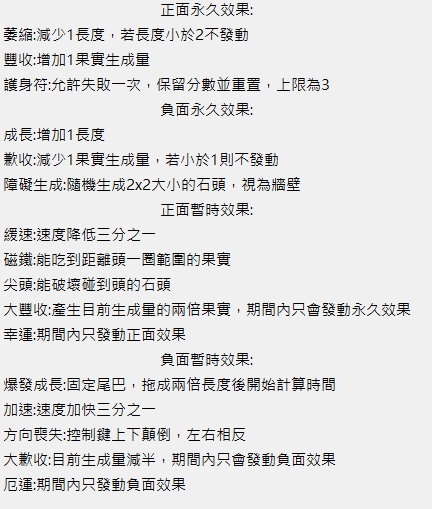 正面永久效果:
萎縮:減少1長度，若長度小於2不發動
豐收:增加1果實生成量
護身符:允許失敗一次，保留分數並重置，上限為3
負面永久效果:
成長:增加1長度
歉收:減少1果實生成量，若小於1則不發動
障礙生成:隨機生成2x2大小的石頭，視為牆壁
正面暫時效果:
緩速:速度降低三分之一
磁鐵:能吃到距離頭一圈範圍的果實
尖頭:能破壞碰到頭的石頭
大豐收:產生目前生成量的兩倍果實，期間內只會發動永久效果
幸運:期間內只發動正面效果
負面暫時效果:
爆發成長:固定尾巴，拖成兩倍長度後開始計算時間
加速:速度加快三分之一
方向喪失:控制鍵上下顛倒，左右相反
大歉收:目前生成量減半，期間內只會發動負面效果
厄運:期間內只發動負面效果